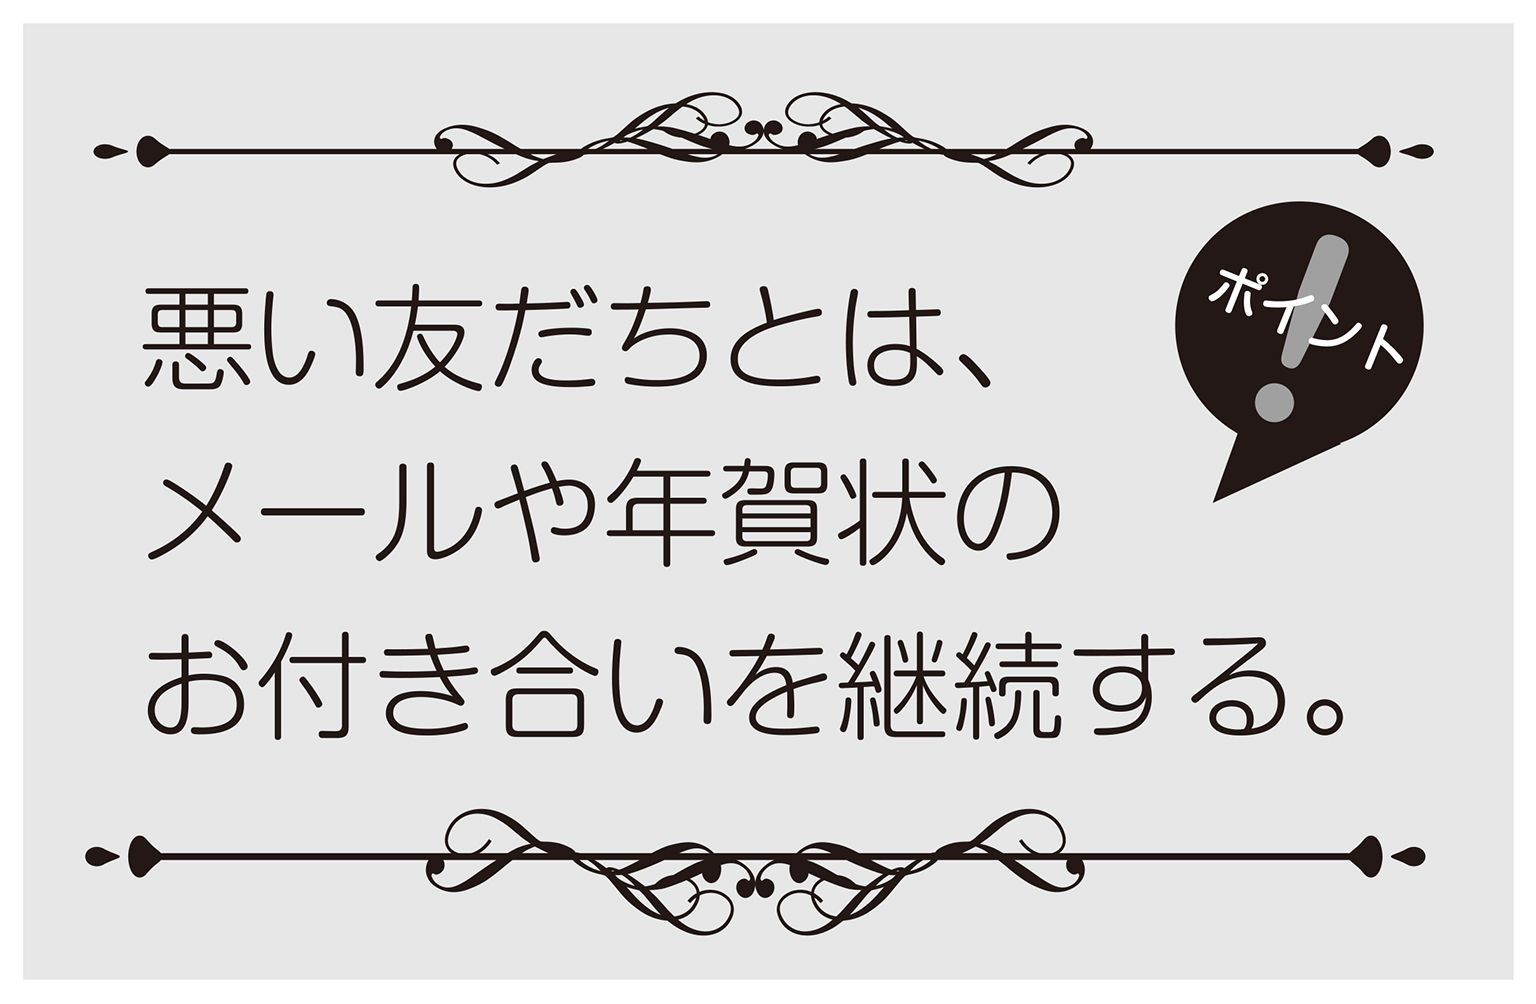 ポイント
悪い友だちとは、
メールや年賀状の
お付き合いを継続する。